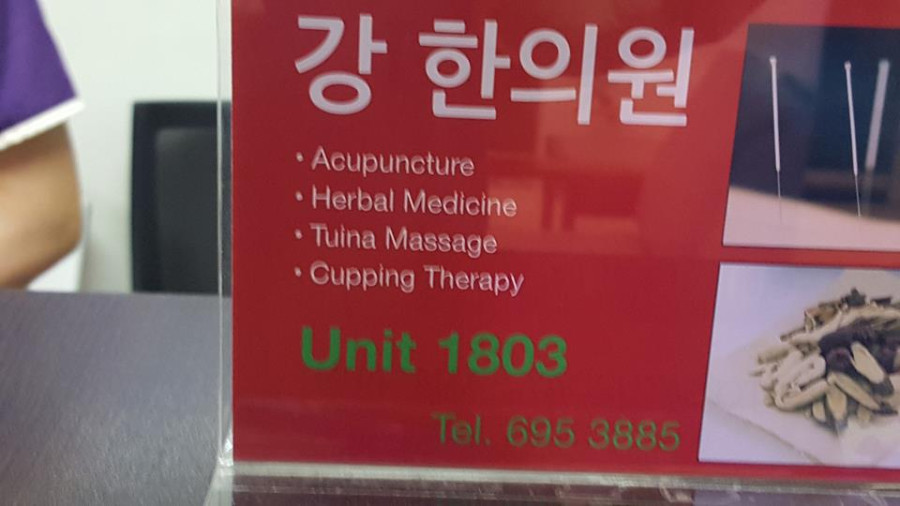 강 한의원
• Acupuncture
• Herbal Medicine
• Tuina Massage
• Cupping Therapy
Unit 1803
Tel. 695 3885